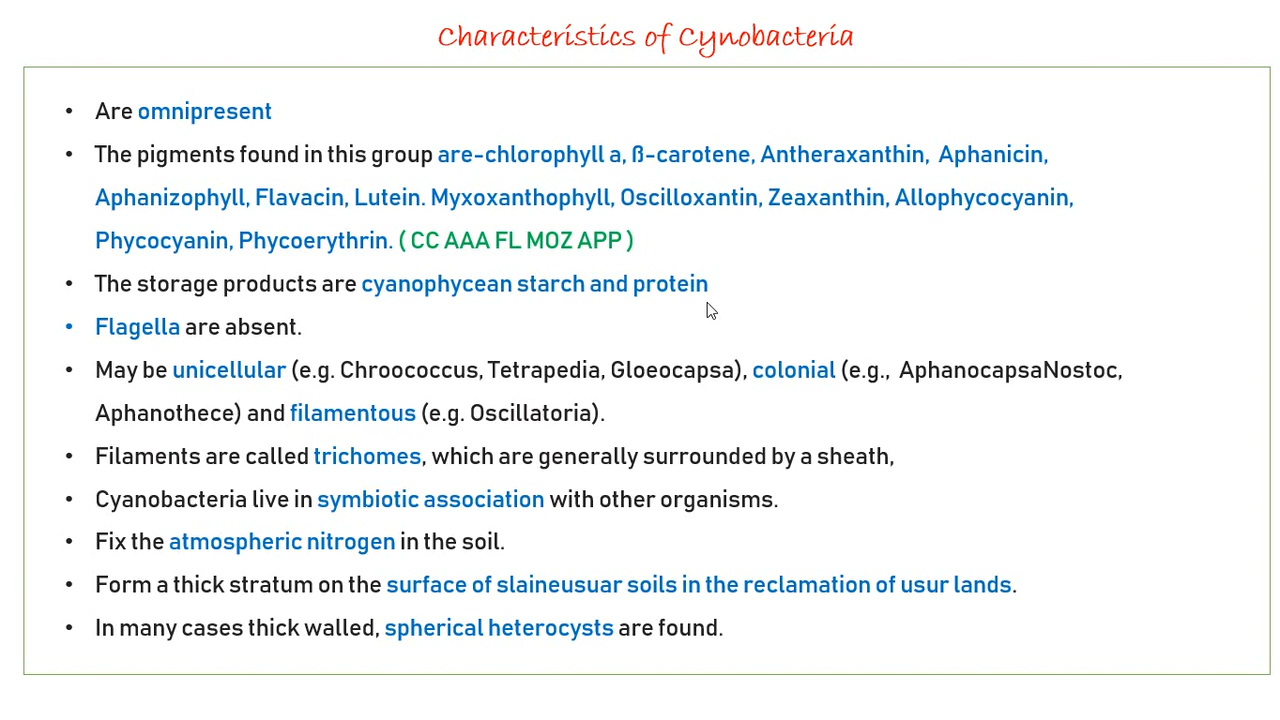 Characteristics of Cynobacteria
• Are omnipresent
• The pigments found in this group are-chlorophyll a, ß-carotene, Antheraxanthin, Aphanicin,
Aphanizophyll, Flavacin, Lutein. Myxoxanthophyll, Oscilloxantin, Zeaxanthin, Allophycocyanin,
Phycocyanin, Phycoerythrin. ( CC AAA FL MOZ APP )
• The storage products are cyanophycean starch and protein
• Flagella are absent.
• May be unicellular (e.g. Chroococcus, Tetrapedia, Gloeocapsa), colonial (e.g., AphanocapsaNostoc,
Aphanothece) and filamentous (e.g. Oscillatoria).
• Filaments are called trichomes, which are generally surrounded by a sheath,
• Cyanobacteria live in symbiotic association with other organisms.
• Fix the atmospheric nitrogen in the soil.
• Form a thick stratum on the surface of slaineusuar soils in the reclamation of usur lands.
• In many cases thick walled, spherical heterocysts are found.